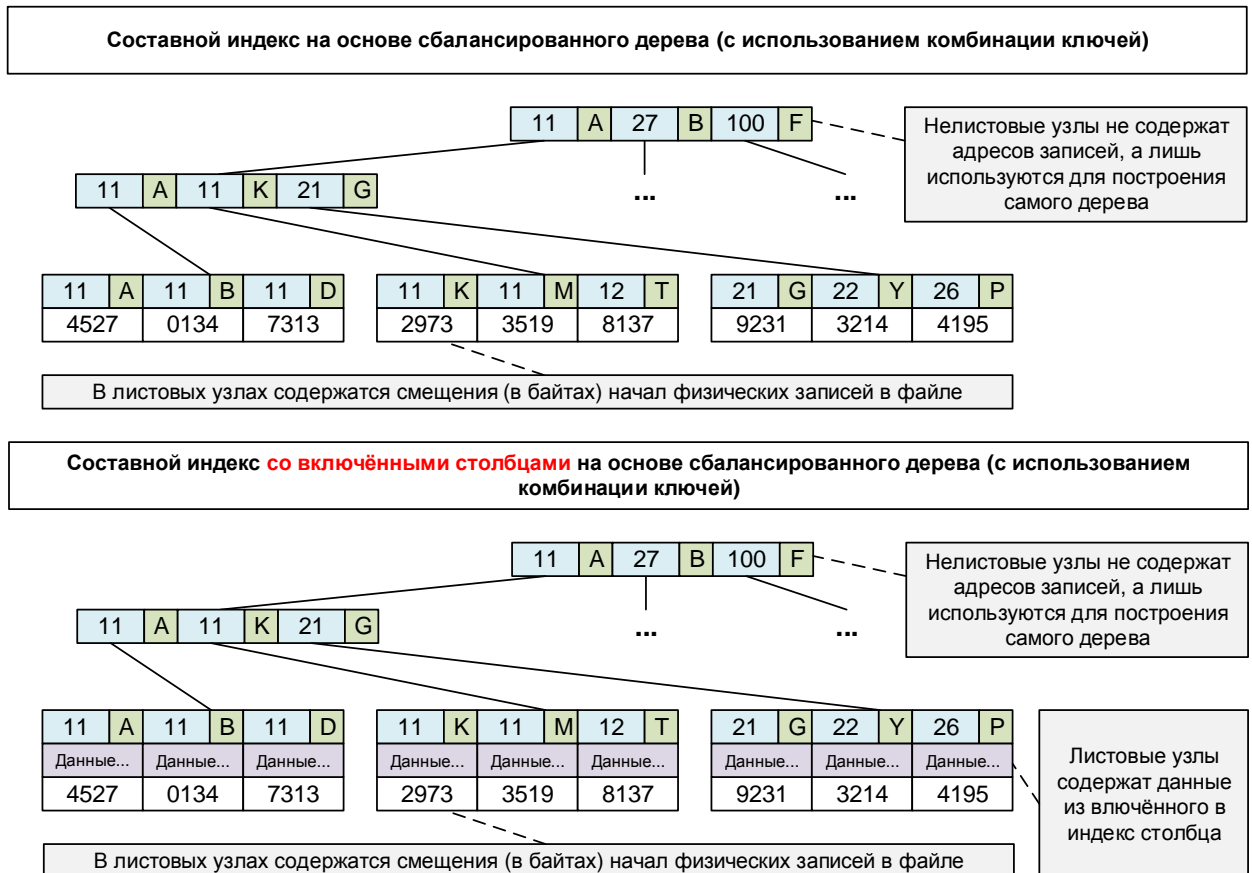 Составной индекс на основе сбалансированного дерева (с использованием комбинации ключей)
11 A 27 B 100 F
Нелистовые узлы не содержат
адресов записей, а лишь
используются для построения
самого дерева
11 A 11 K 21 G
... ...
11 A 11 B 11 D 11 K 11 M 12 T 21 G 22 Y 26 P
4527 0134 7313 2973 3519 8137 9231 3214 4195
В листовых узлах содержатся смещения (в байтах) начал физических записей в файле
Составной индекс со включёнными столбцами на основе сбалансированного дерева (с использованием
комбинации ключей)
11 A 27 B 100 F
Нелистовые узлы не содержат
адресов записей, а лишь
используются для построения
самого дерева
11 A 11 K 21 G
... ...
11 A 11 B 11 D 11 K 11 M 12 T 21 G 22 Y 26 P
Данные... Данные... Данные... Данные... Данные... Данные... Данные... Данные... Данные...
4527 0134 7313 2973 3519 8137 9231 3214 4195
Листовые узлы
содержат данные
из влючённого в
индекс столбца
В листовых узлах содержатся смещения (в байтах) начал физических записей в файле